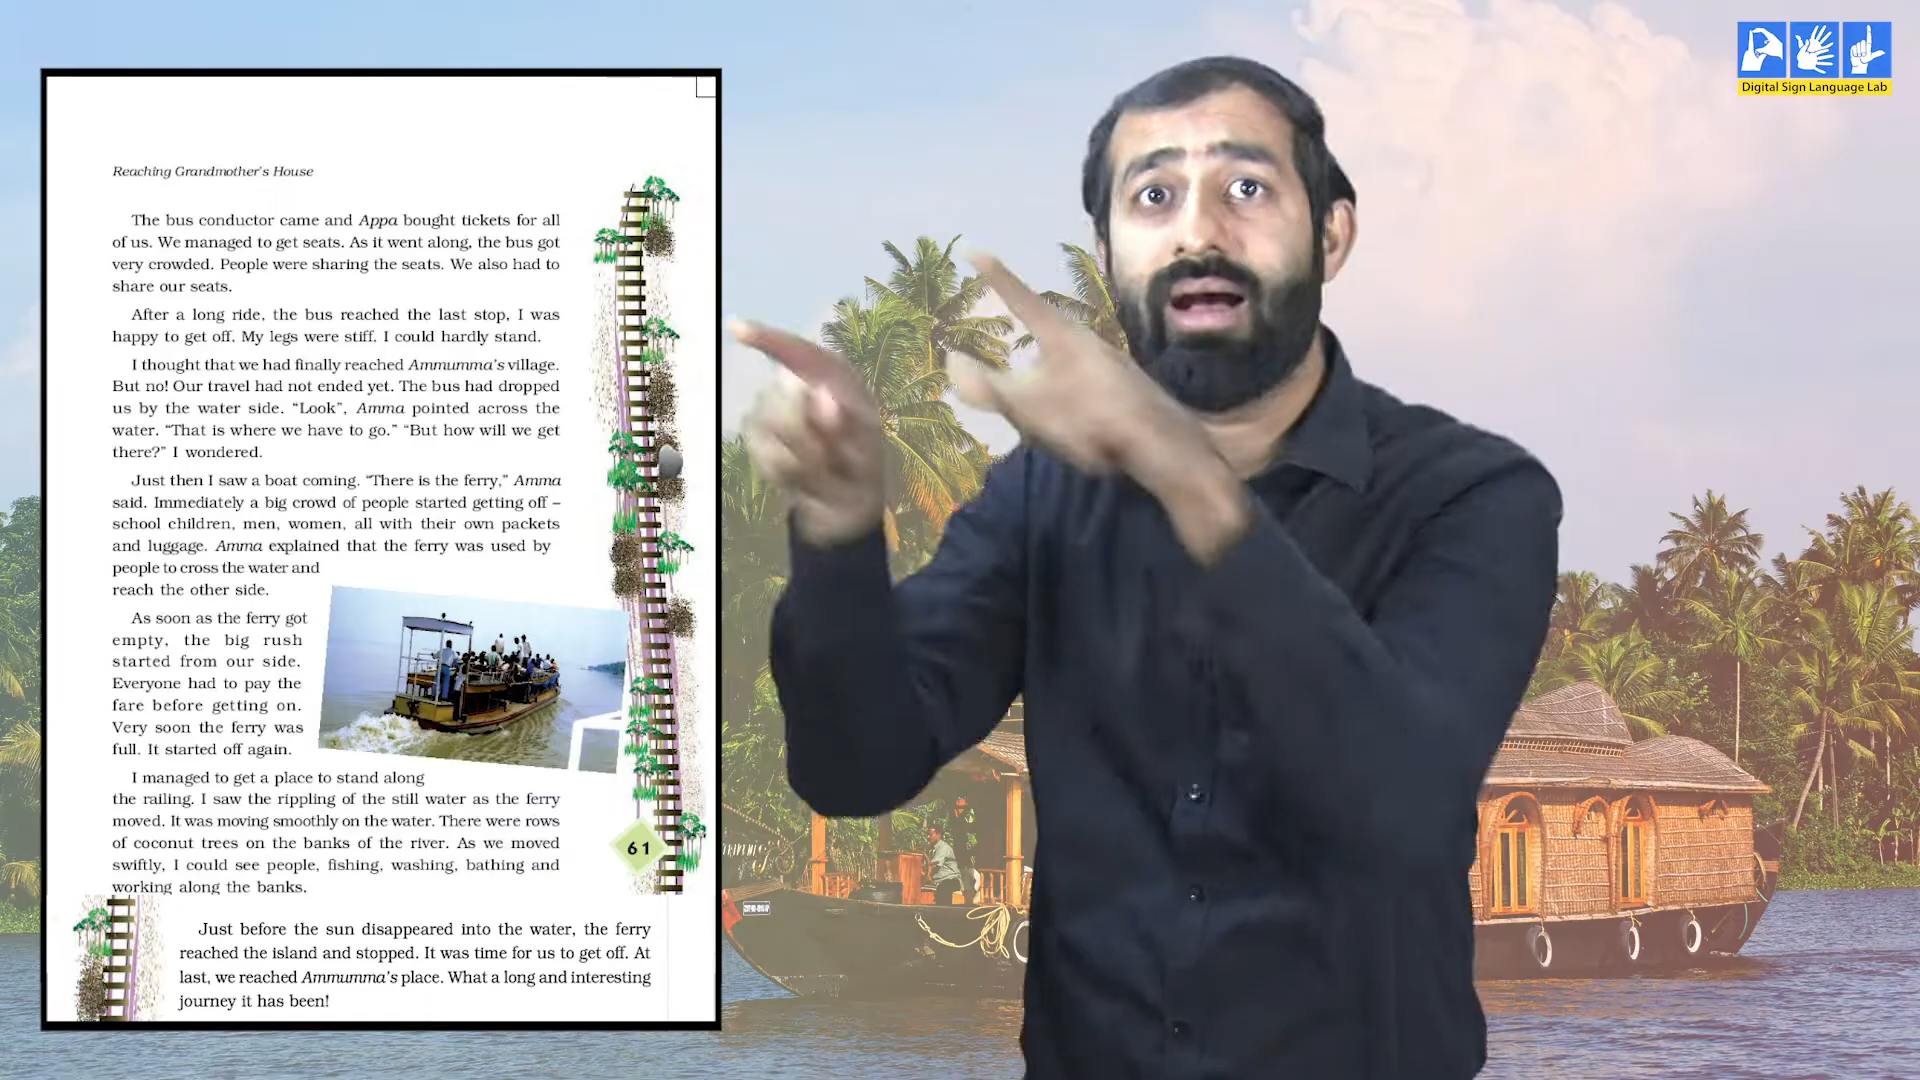 Digital Sign Language Lab
Reaching Grandmother's House
The bus conductor came and Appa bought tickets for all
of us. We managed to get seats. As it went along, the bus got
very crowded. People were sharing the seats. We also had to
share our seats.
After a long ride, the bus reached the last stop, I was
happy to get off. My legs were stiff. I could hardly stand.
I thought that we had finally reached Ammumma's village.
But no! Our travel had not ended yet. The bus had dropped
us by the water side. “Look”, Amma pointed across the
water. “That is where we have to go.” “But how will we get
there?” I wondered.
Just then I saw a boat coming. “There is the ferry,” Amma
said. Immediately a big crowd of people started getting off –
school children, men, women, all with their own packets
and luggage. Amma explained that the ferry was used by
people to cross the water and
reach the other side.
As soon as the ferry got
empty, the big rush
started from our side.
Everyone had to pay the
fare before getting on.
Very soon the ferry was
full. It started off again.
I managed to get a place to stand along
the railing. I saw the rippling of the still water as the ferry
moved. It was moving smoothly on the water. There were rows
of coconut trees on the banks of the river. As we moved
swiftly, I could see people, fishing, washing, bathing and
working along the banks.
61
Just before the sun disappeared into the water, the ferry
reached the island and stopped. It was time for us to get off. At
last, we reached Ammumma's place. What a long and interesting
journey it has been!